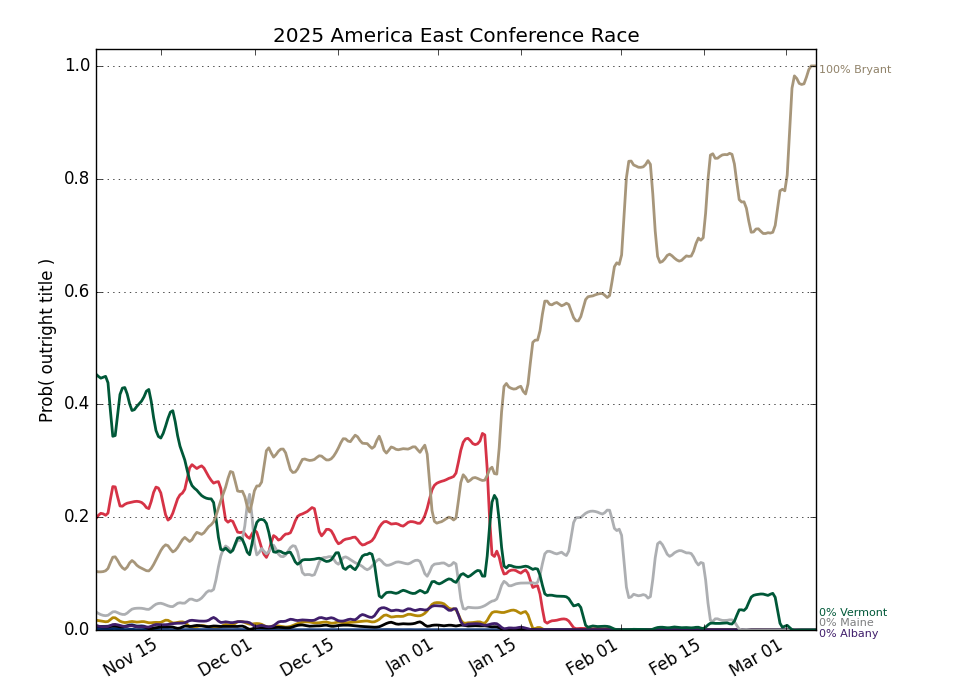 2025 America East Conference Race
Prob( outright title )
1.0
0.8
0.6
0.4
0.2
0.0
100% Bryant
0% Vermont
0% Maine
0% Albany
Nov 15
Dec 01
Dec 15
Jan 01
Jan 15
Feb 01
Feb 15
Mar 01